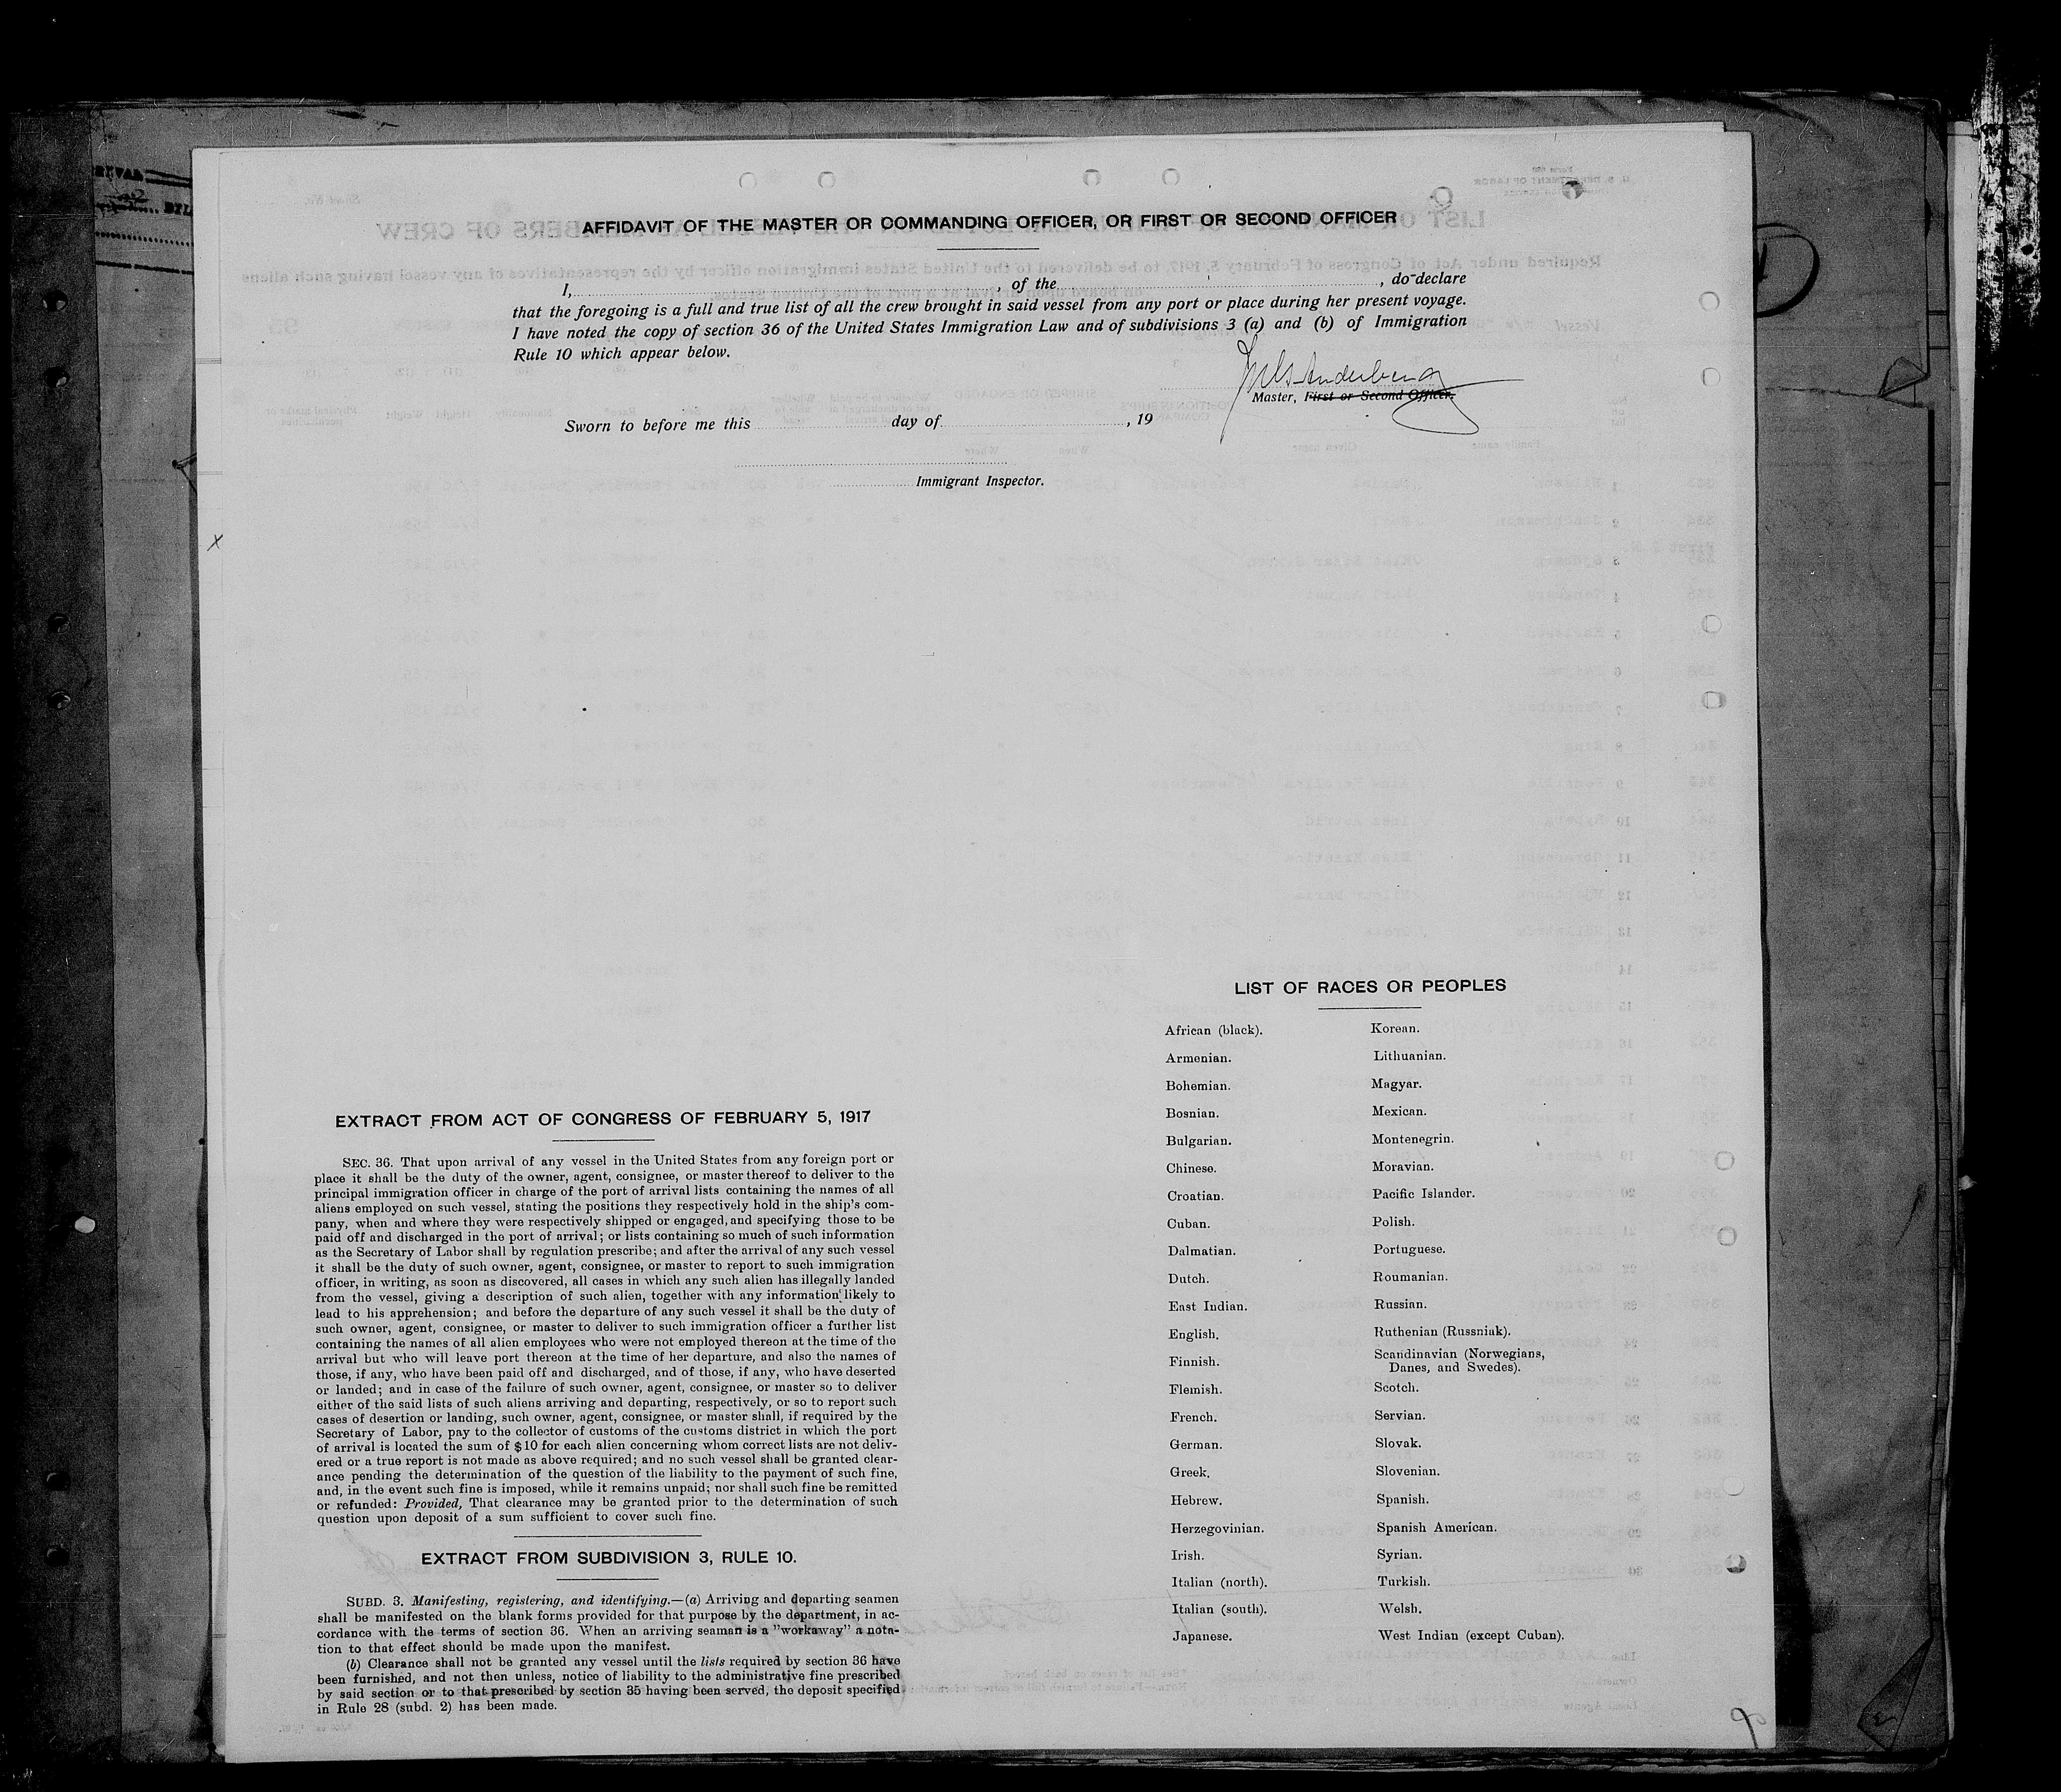 AFFIDAVIT OF THE MASTER OR COMMANDING OFFICER, OR FIRST OR SECOND OFFICER
I, , of the , do declare
that the foregoing is a full and true list of all the crew brought in said vessel from any port or place during her present voyage.
I have noted the copy of section 36 of the United States Immigration Law and of subdivisions 3 (a) and (b) of Immigration
Rule 10 which appear below.
Anderberg
Master, First or Second Officer.
Sworn to before me this day of , 19
Immigrant Inspector.
EXTRACT FROM ACT OF CONGRESS OF FEBRUARY 5, 1917
SEC. 36. That upon arrival of any vessel in the United States from any foreign port or
place it shall be the duty of the owner, agent, consignee, or master thereof to deliver to the
principal immigration officer in charge of the port of arrival lists containing the names of all
aliens employed on such vessel, stating the positions they respectively hold in the ship's com-
pany, when and where they were respectively shipped or engaged, and specifying those to be
paid off and discharged in the port of arrival; or lists containing so much of such information
as the Secretary of Labor shall by regulation prescribe; and after the arrival of any such vessel
it shall be the duty of such owner, agent, consignee, or master to report to such immigration
officer, in writing, as soon as discovered, all cases in which any such alien has illegally landed
from the vessel, giving a description of such alien, together with any information likely to
lead to his apprehension; and before the departure of any such vessel it shall be the duty of
such owner, agent, consignee, or master to deliver to such immigration officer a further list
containing the names of all alien employees who were not employed thereon at the time of the
arrival but who will leave port thereon at the time of her departure, and also the names of
those, if any, who have been paid off and discharged, and of those, if any, who have deserted
or landed; and in case of the failure of such owner, agent, consignee, or master so to deliver
either of the said lists of such aliens arriving and departing, respectively, or so to report such
cases of desertion or landing, such owner, agent, consignee, or master shall, if required by the
Secretary of Labor, pay to the collector of customs of the customs district in which the port
of arrival is located the sum of $10 for each alien concerning whom correct lists are not deliv-
ered or a true report is not made as above required; and no such vessel shall be granted clear-
ance pending the determination of the question of the liability to the payment of such fine,
and, in the event such fine is imposed, while it remains unpaid; nor shall such fine be remitted
or refunded: Provided, That clearance may be granted prior to the determination of such
question upon deposit of a sum sufficient to cover such fine.
EXTRACT FROM SUBDIVISION 3, RULE 10.
SUBD. 3. Manifesting, registering, and identifying.—(a) Arriving and departing seamen
shall be manifested on the blank forms provided for that purpose by the department, in ac-
cordance with the terms of section 36. When an arriving seaman is a "workaway" a nota-
tion to that effect should be made upon the manifest.
(b) Clearance shall not be granted any vessel until the lists required by section 36 have
been furnished, and not then unless, notice of liability to the administrative fine prescribed
by said section or to that prescribed by section 35 having been served, the deposit specified
in Rule 28 (subd. 2) has been made.
LIST OF RACES OR PEOPLES
African (black).
Armenian.
Bohemian.
Bosnian.
Bulgarian.
Chinese.
Croatian.
Cuban.
Dalmatian.
Dutch.
East Indian.
English.
Finnish.
Flemish.
French.
German.
Greek.
Hebrew.
Herzegovinian.
Irish.
Italian (north).
Italian (south).
Japanese.
Korean.
Lithuanian.
Magyar.
Mexican.
Montenegrin.
Moravian.
Pacific Islander.
Polish.
Portuguese.
Roumanian.
Russian.
Ruthenian (Russniak).
Scandinavian (Norwegians,
Danes, and Swedes).
Scotch.
Servian.
Slovak.
Slovenian.
Spanish.
Spanish American.
Syrian.
Turkish.
Welsh.
West Indian (except Cuban).